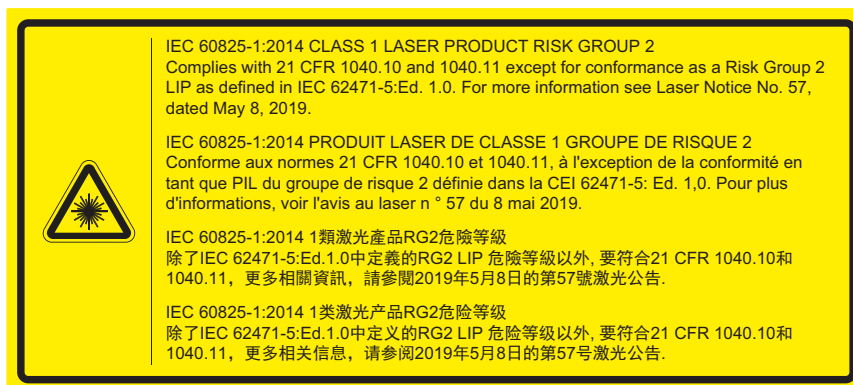 IEC 60825-1:2014 CLASS 1 LASER PRODUCT RISK GROUP 2
Complies with 21 CFR 1040.10 and 1040.11 except for conformance as a Risk Group 2
LIP as defined in IEC 62471-5:Ed. 1.0. For more information see Laser Notice No. 57,
dated May 8, 2019.
IEC 60825-1:2014 PRODUIT LASER DE CLASSE 1 GROUPE DE RISQUE 2
Conforme aux normes 21 CFR 1040.10 et 1040.11, à l'exception de la conformité en
tant que PIL du groupe de risque 2 définie dans la CEI 62471-5: Ed. 1,0. Pour plus
d'informations, voir l'avis au laser n ° 57 du 8 mai 2019.
IEC 60825-1:2014 1類激光產品RG2危險等級
除了IEC 62471-5:Ed.1.0中定義的RG2 LIP 危險等級以外, 要符合21 CFR 1040.10和
1040.11，更多相關資訊，請參閱2019年5月8日的第57號激光公告.
IEC 60825-1:2014 1类激光产品RG2危险等级
除了IEC 62471-5:Ed.1.0中定义的RG2 LIP 危险等级以外, 要符合21 CFR 1040.10和
1040.11，更多相关信息，请参阅2019年5月8日的第57号激光公告.